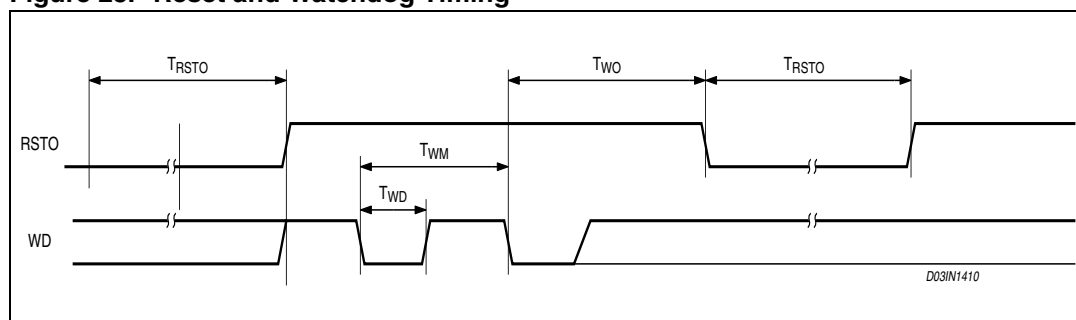 Figure 23. Reset and Watchdog Timing
TRSTO
TWO
TRSTO
RSTO
TWM
TWD
WD
D03IN1410